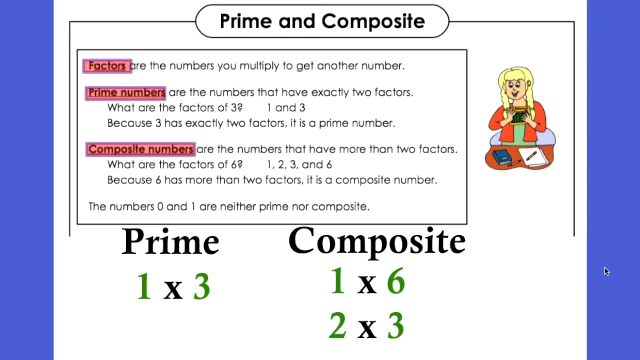 Prime and Composite
Factors are the numbers you multiply to get another number.
Prime numbers are the numbers that have exactly two factors.
What are the factors of 3? 1 and 3
Because 3 has exactly two factors, it is a prime number.
Composite numbers are the numbers that have more than two factors.
What are the factors of 6? 1, 2, 3, and 6
Because 6 has more than two factors, it is a composite number.
The numbers 0 and 1 are neither prime nor composite.
Prime
1 x 3
Composite
1 x 6
2 x 3